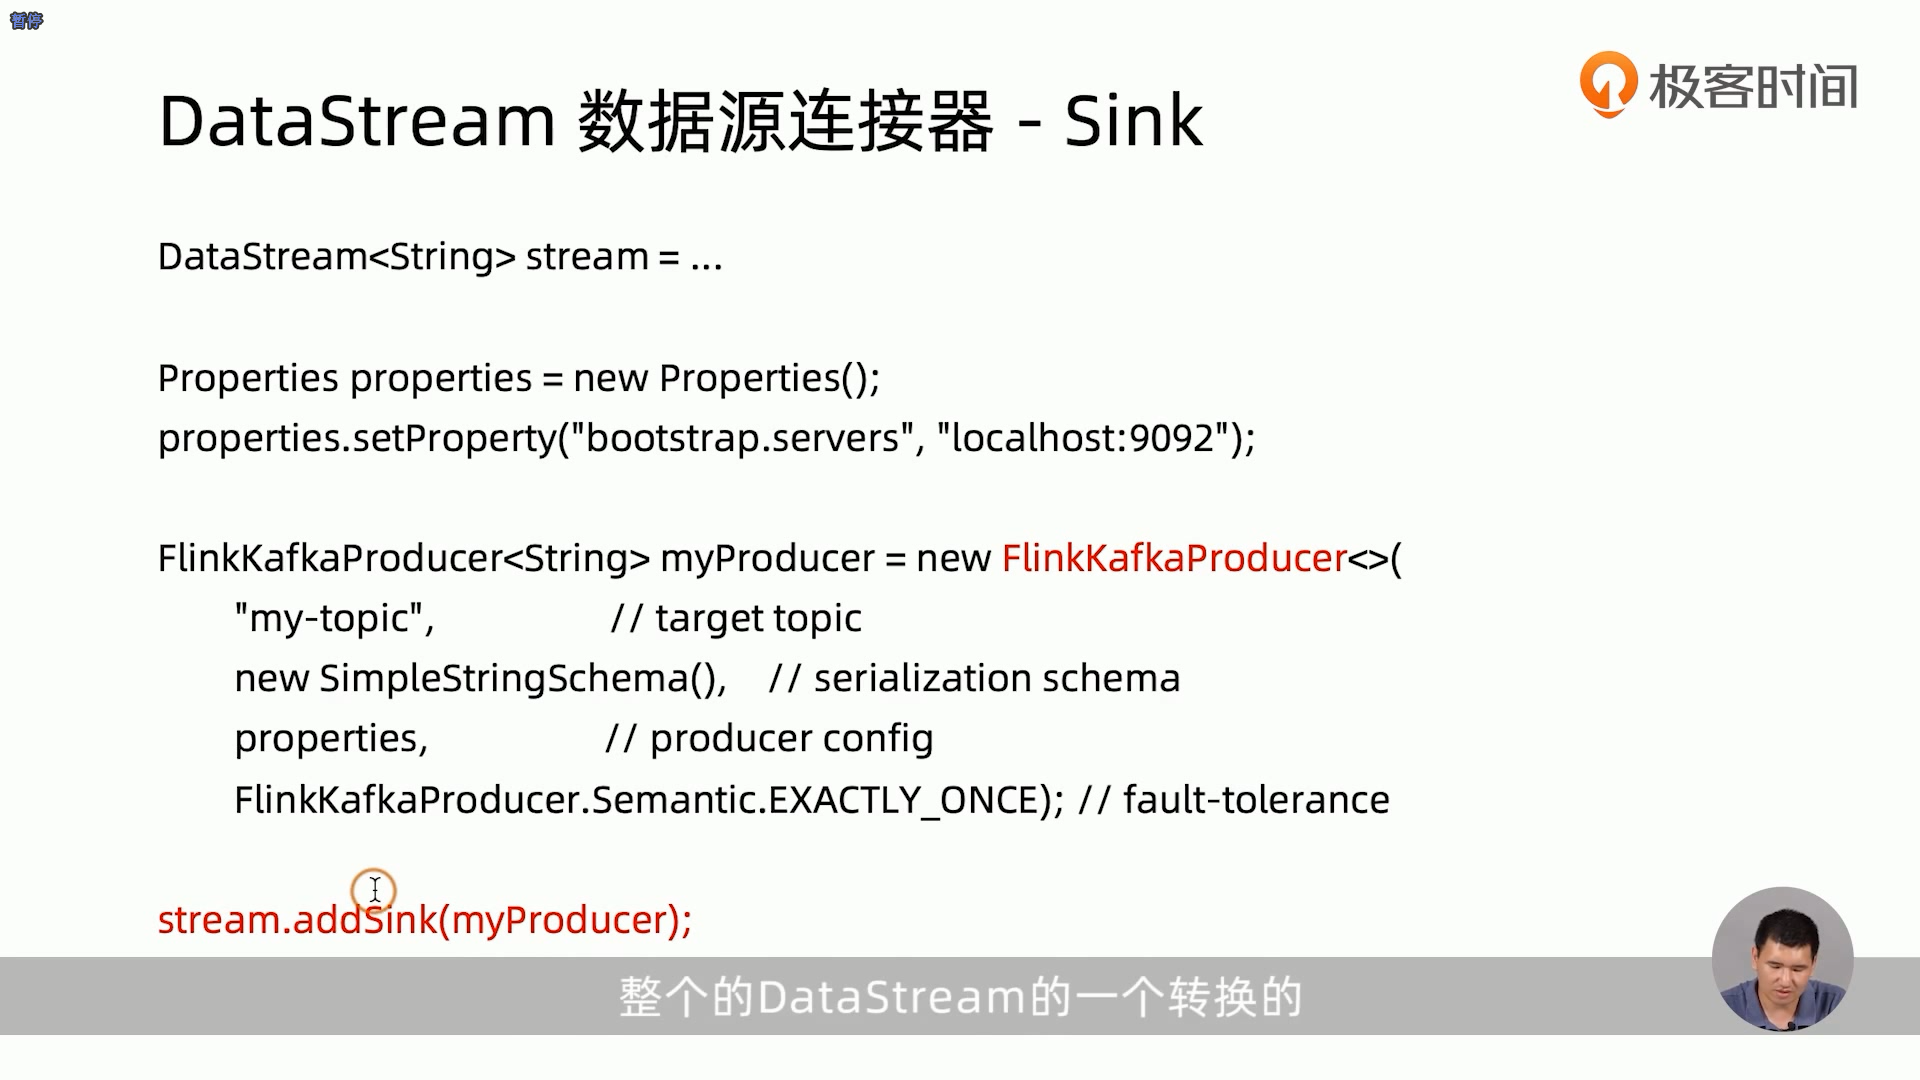 暂停
极客时间
DataStream 数据源连接器 - Sink
DataStream<String> stream = ...
Properties properties = new Properties();
properties.setProperty("bootstrap.servers", "localhost:9092");
FlinkKafkaProducer<String> myProducer = new FlinkKafkaProducer<>(
"my-topic", // target topic
new SimpleStringSchema(), // serialization schema
properties, // producer config
FlinkKafkaProducer.Semantic.EXACTLY_ONCE); // fault-tolerance
stream.addSink(myProducer);
整个的DataStream的一个转换的